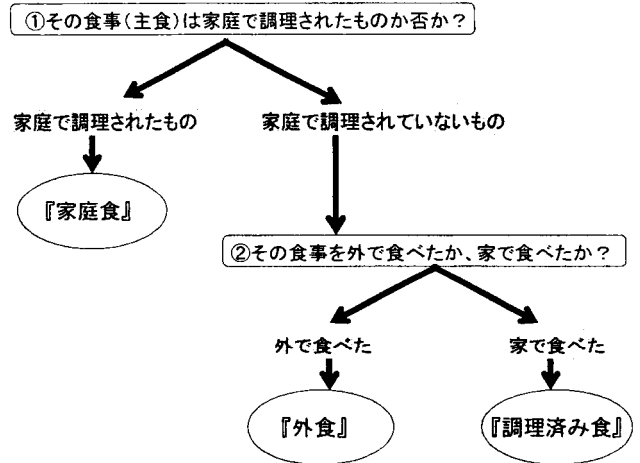 ①その食事(主食)は家庭で調理されたものか否か？
家庭で調理されたもの
家庭で調理されていないもの
『家庭食』
②その食事を外で食べたか、家で食べたか？
外で食べた
家で食べた
『外食』
『調理済み食』